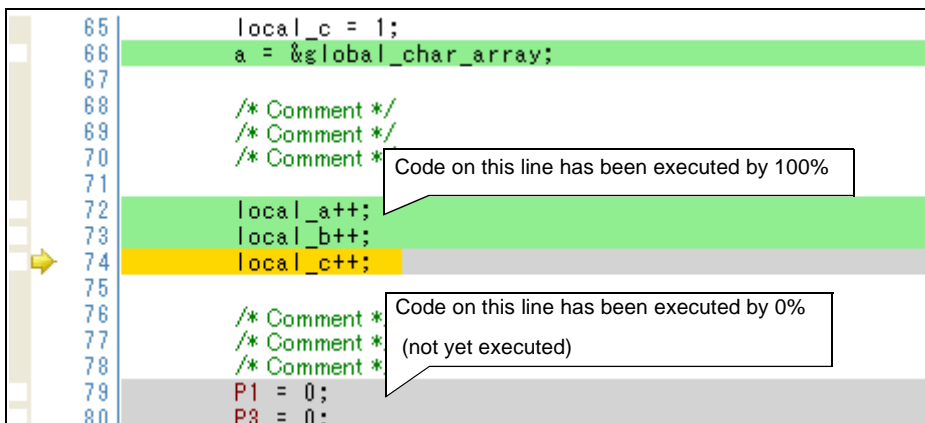 65 local_c = 1;
66 a = &global_char_array;
67
68 /* Comment */
69 /* Comment */
70 /* Comment *
Code on this line has been executed by 100%
71
72 local_a++;
73 local_b++;
74 local_c++;
75
76 /* Comment *
Code on this line has been executed by 0%
77 /* Comment *
(not yet executed)
78 /* Comment *
79 P1 = 0;
80 P3 = 0;